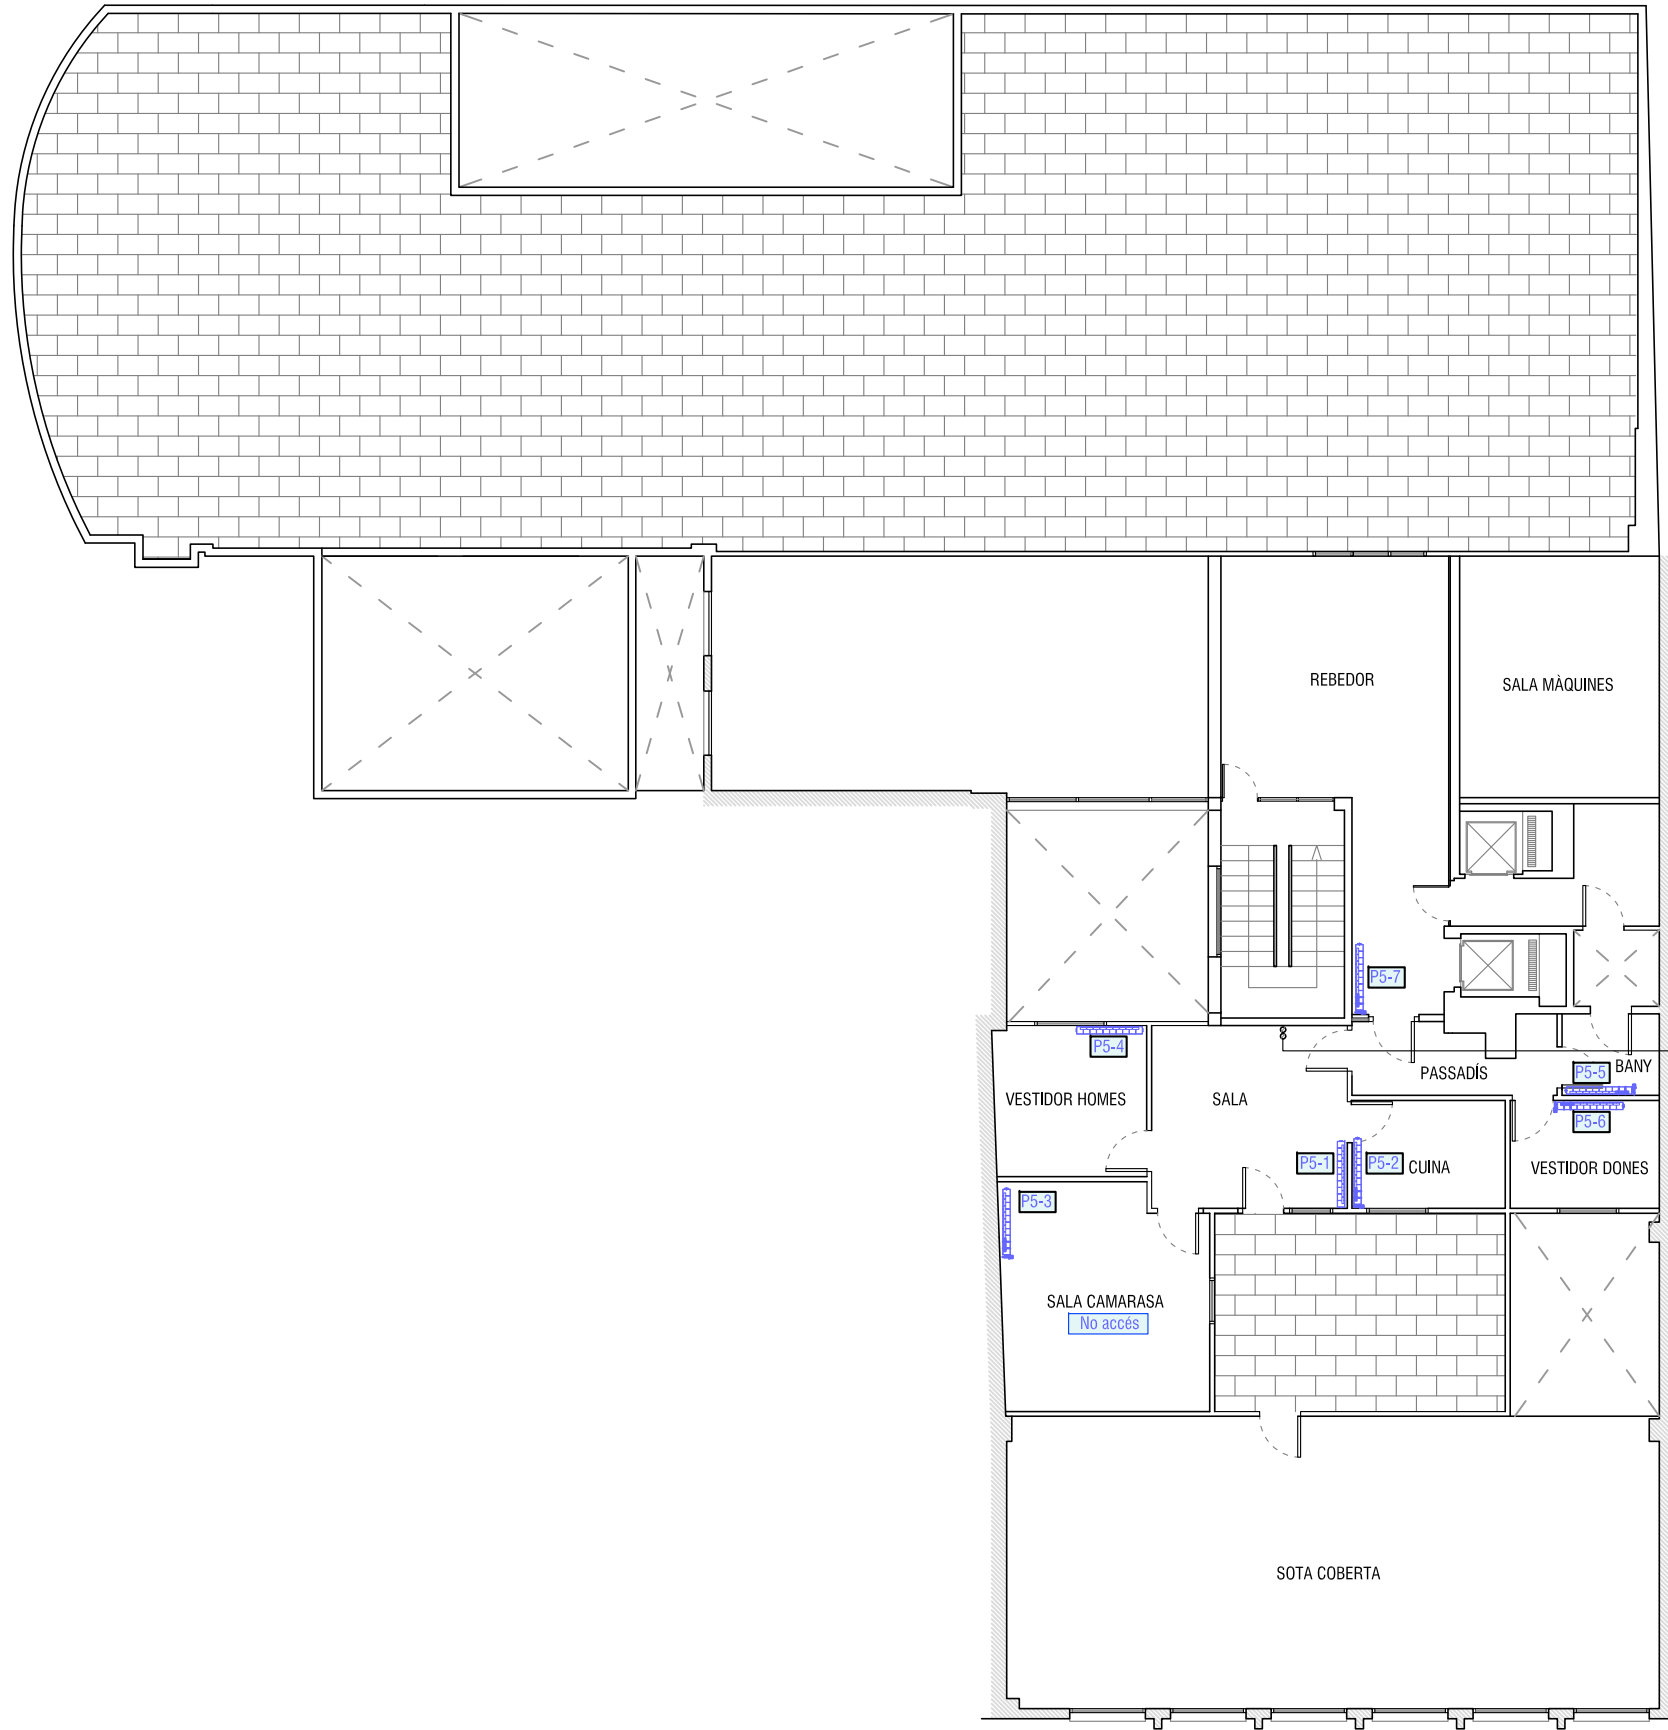 REBEDOR
SALA MÀQUINES
P5-7
P5-4
PASSADÍS
P5-5
BANY
VESTIDOR HOMES
SALA
P5-6
P5-1
P5-2
CUINA
VESTIDOR DONES
P5-3
SALA CAMARASA
No accés
SOTA COBERTA